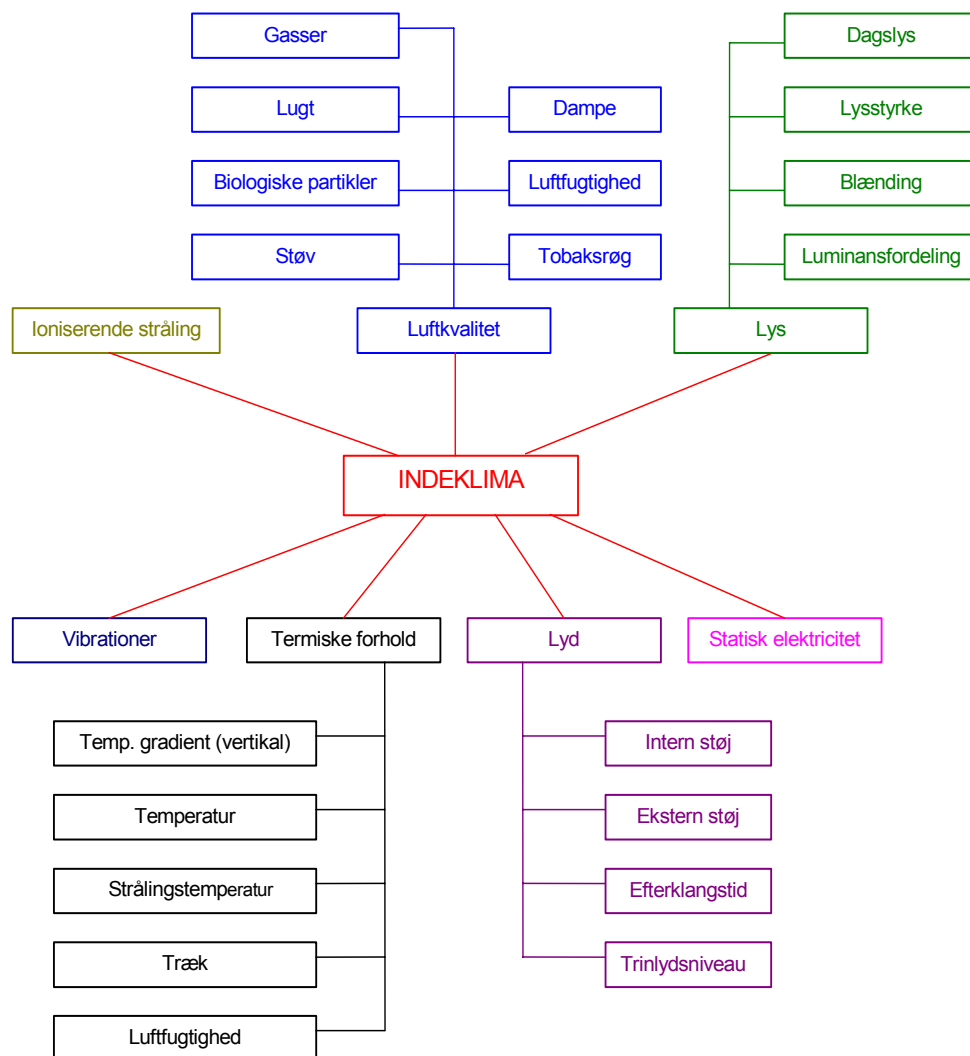 Gasser
Dagslys
Lugt
Dampe
Lysstyrke
Biologiske partikler
Luftfugtighed
Blænding
Støv
Tobaksrøg
Luminansfordeling
Ioniserende stråling
Luftkvalitet
Lys
INDEKLIMA
Vibrationer
Termiske forhold
Lyd
Statisk elektricitet
Temp. gradient (vertikal)
Intern støj
Temperatur
Ekstern støj
Strålingstemperatur
Efterklangstid
Træk
Trinlydsniveau
Luftfugtighed